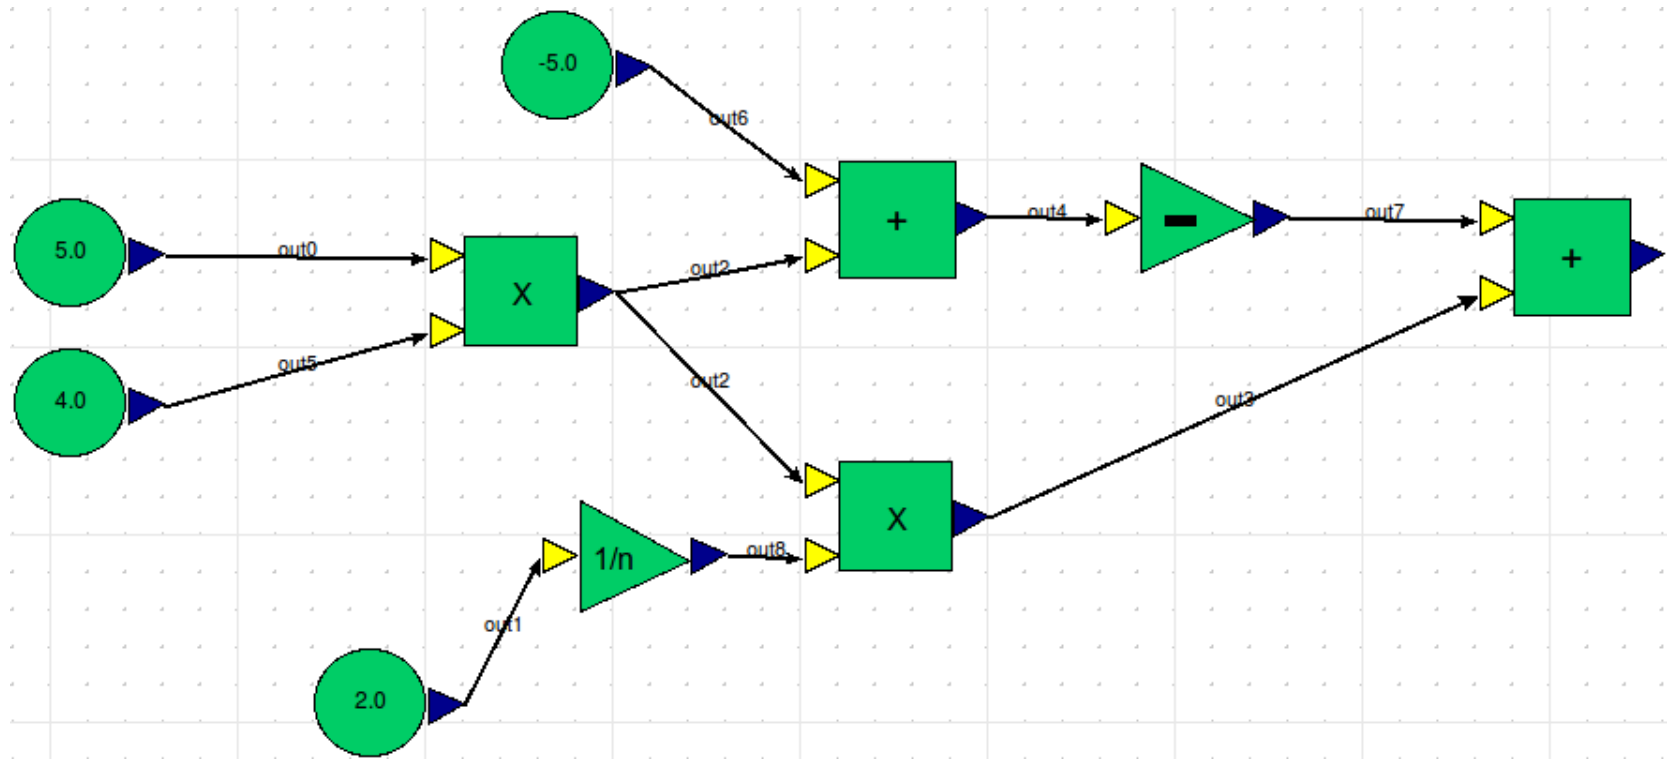 -5.0
out6
+
out4
-
out7
+
5.0
out0
X
out2
4.0
out5
out2
out3
X
1/n
out8
out1
2.0